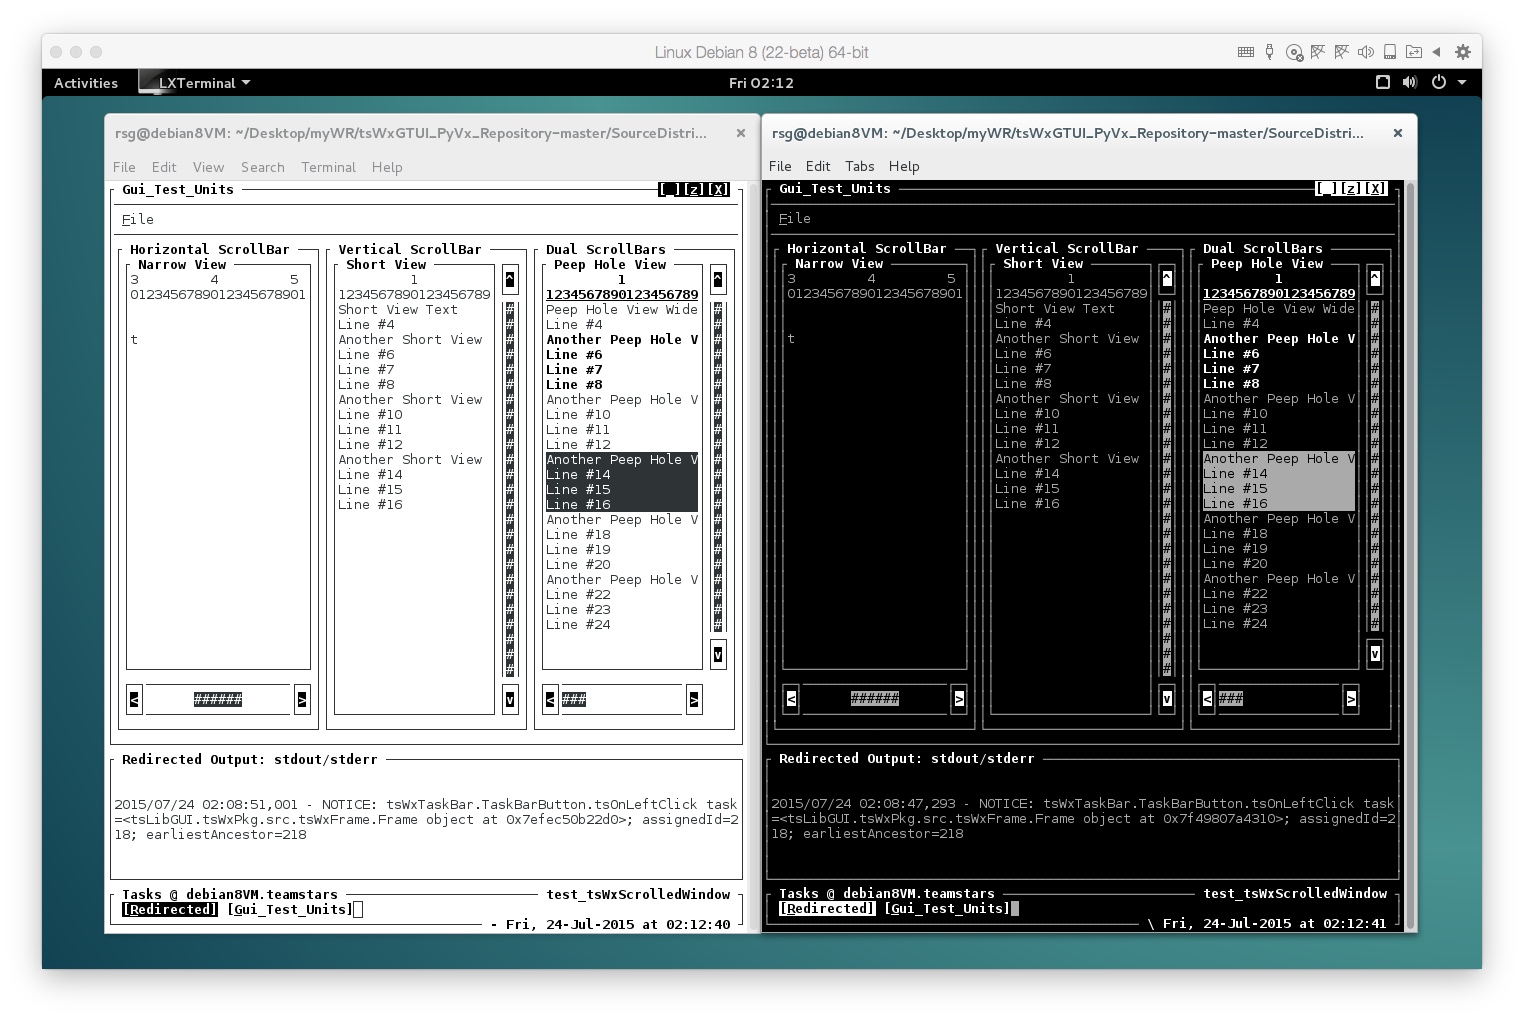 Linux Debian 8 (22-beta) 64-bit
Activities LXTerminal Fri 02:12
rsg@debian8VM: ~/Desktop/myWR/tsWxGTUI_PyVx_Repository-master/SourceDistri... ×
File Edit View Search Terminal Help
Gui_Test_Units [_][z][X]
File
Horizontal ScrollBar Vertical ScrollBar Dual ScrollBars
Narrow View Short View ^ Peep Hole View ^
3 4 5 1 1
0123456789012345678901 1234567890123456789 1234567890123456789
Short View Text # Peep Hole View Wide #
Line #4 # Line #4 #
t Another Short View # Another Peep Hole V #
Line #6 # Line #6 #
Line #7 # Line #7 #
Line #8 # Line #8 #
Another Short View # Another Peep Hole V #
Line #10 # Line #10 #
Line #11 # Line #11 #
Line #12 # Line #12 #
Another Short View # Another Peep Hole V #
Line #14 # Line #14 #
Line #15 # Line #15 #
Line #16 # Line #16 #
# Another Peep Hole V #
# Line #18 #
# Line #19 #
# Line #20 #
# Another Peep Hole V #
# Line #22 #
# Line #23 #
# Line #24 #
#
# v
#
< ###### > v < ### >
Redirected Output: stdout/stderr
2015/07/24 02:08:51,001 - NOTICE: tsWxTaskBar.TaskBarButton.tsOnLeftClick task
=<tsLibGUI.tsWxPkg.src.tsWxFrame.Frame object at 0x7efec50b22d0>; assignedId=2
18; earliestAncestor=218
Tasks @ debian8VM.teamstars test_tsWxScrolledWindow
[Redirected] [Gui_Test_Units]
- Fri, 24-Jul-2015 at 02:12:40
rsg@debian8VM: ~/Desktop/myWR/tsWxGTUI_PyVx_Repository-master/SourceDistri... ×
File Edit Tabs Help
Gui_Test_Units [_][z][X]
File
Horizontal ScrollBar Vertical ScrollBar Dual ScrollBars
Narrow View Short View ^ Peep Hole View ^
3 4 5 1 1
0123456789012345678901 1234567890123456789 1234567890123456789
Short View Text # Peep Hole View Wide #
Line #4 # Line #4 #
t Another Short View # Another Peep Hole V #
Line #6 # Line #6 #
Line #7 # Line #7 #
Line #8 # Line #8 #
Another Short View # Another Peep Hole V #
Line #10 # Line #10 #
Line #11 # Line #11 #
Line #12 # Line #12 #
Another Short View # Another Peep Hole V #
Line #14 # Line #14 #
Line #15 # Line #15 #
Line #16 # Line #16 #
# Another Peep Hole V #
# Line #18 #
# Line #19 #
# Line #20 #
# Another Peep Hole V #
# Line #22 #
# Line #23 #
# Line #24 #
#
# v
#
< ###### > v < ### >
Redirected Output: stdout/stderr
2015/07/24 02:08:47,293 - NOTICE: tsWxTaskBar.TaskBarButton.tsOnLeftClick task
=<tsLibGUI.tsWxPkg.src.tsWxFrame.Frame object at 0x7f49807a4310>; assignedId=2
18; earliestAncestor=218
Tasks @ debian8VM.teamstars test_tsWxScrolledWindow
[Redirected] [Gui_Test_Units]
\ Fri, 24-Jul-2015 at 02:12:41